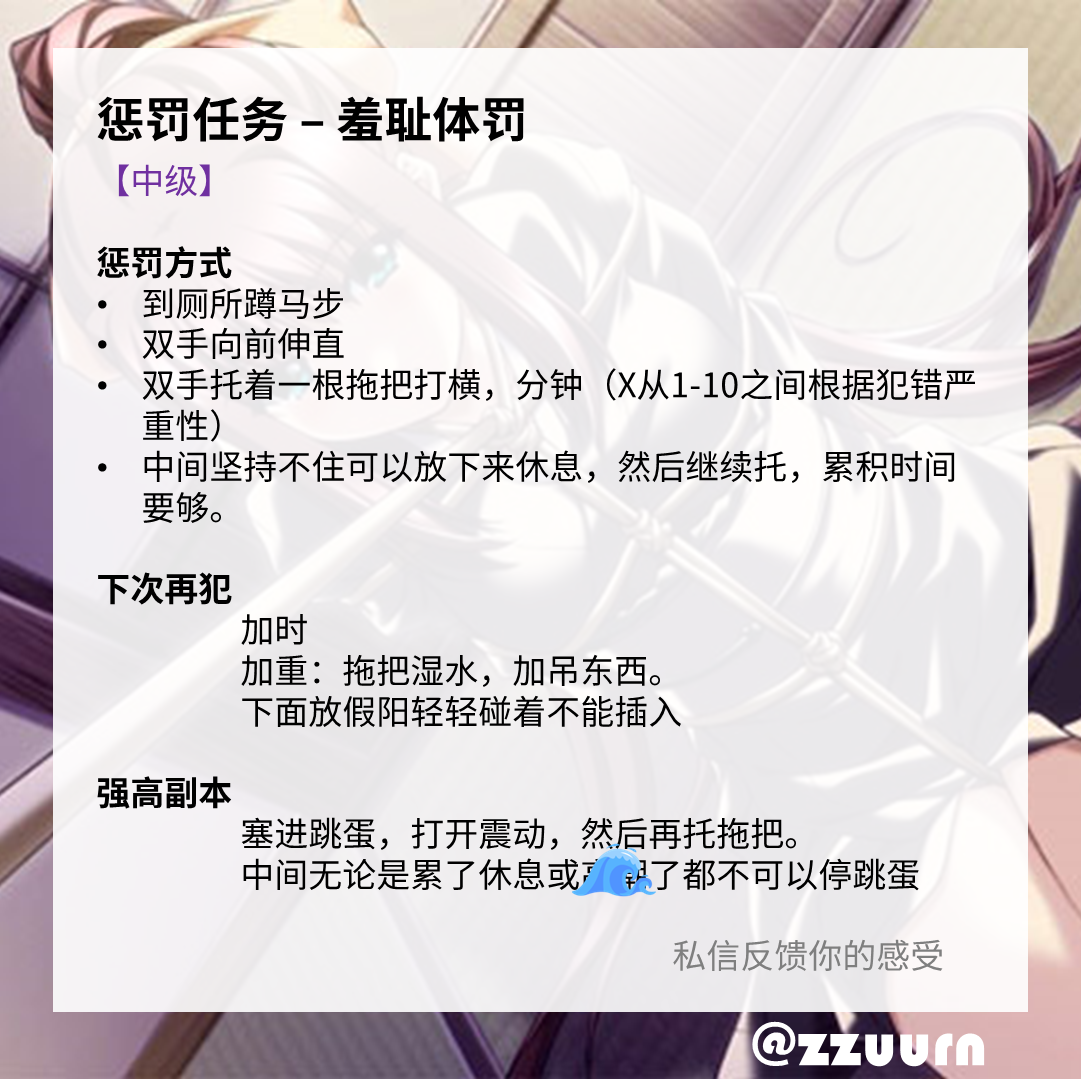 惩罚任务 – 羞耻体罚
【中级】
惩罚方式
• 到厕所蹲马步
• 双手向前伸直
• 双手托着一根拖把打横，分钟（X从1-10之间根据犯错严
重性）
• 中间坚持不住可以放下来休息，然后继续托，累积时间
要够。
下次再犯
加时
加重：拖把湿水，加吊东西。
下面放假阳轻轻碰着不能插入
强高副本
塞进跳蛋，打开震动，然后再托拖把。
中间无论是累了休息或了都不可以停跳蛋
私信反馈你的感受
@zzuurn